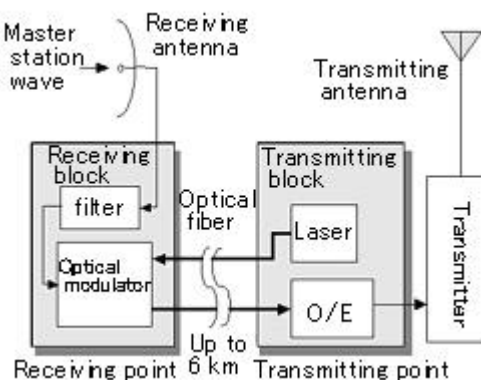 Master
station
wave
Receiving
antenna
Transmitting
antenna
Receiving
block
filter
Optical
modulator
Optical
fiber
Transmitting
block
Laser
O/E
Transmitter
Up to
6 km
Receiving point
Transmitting point